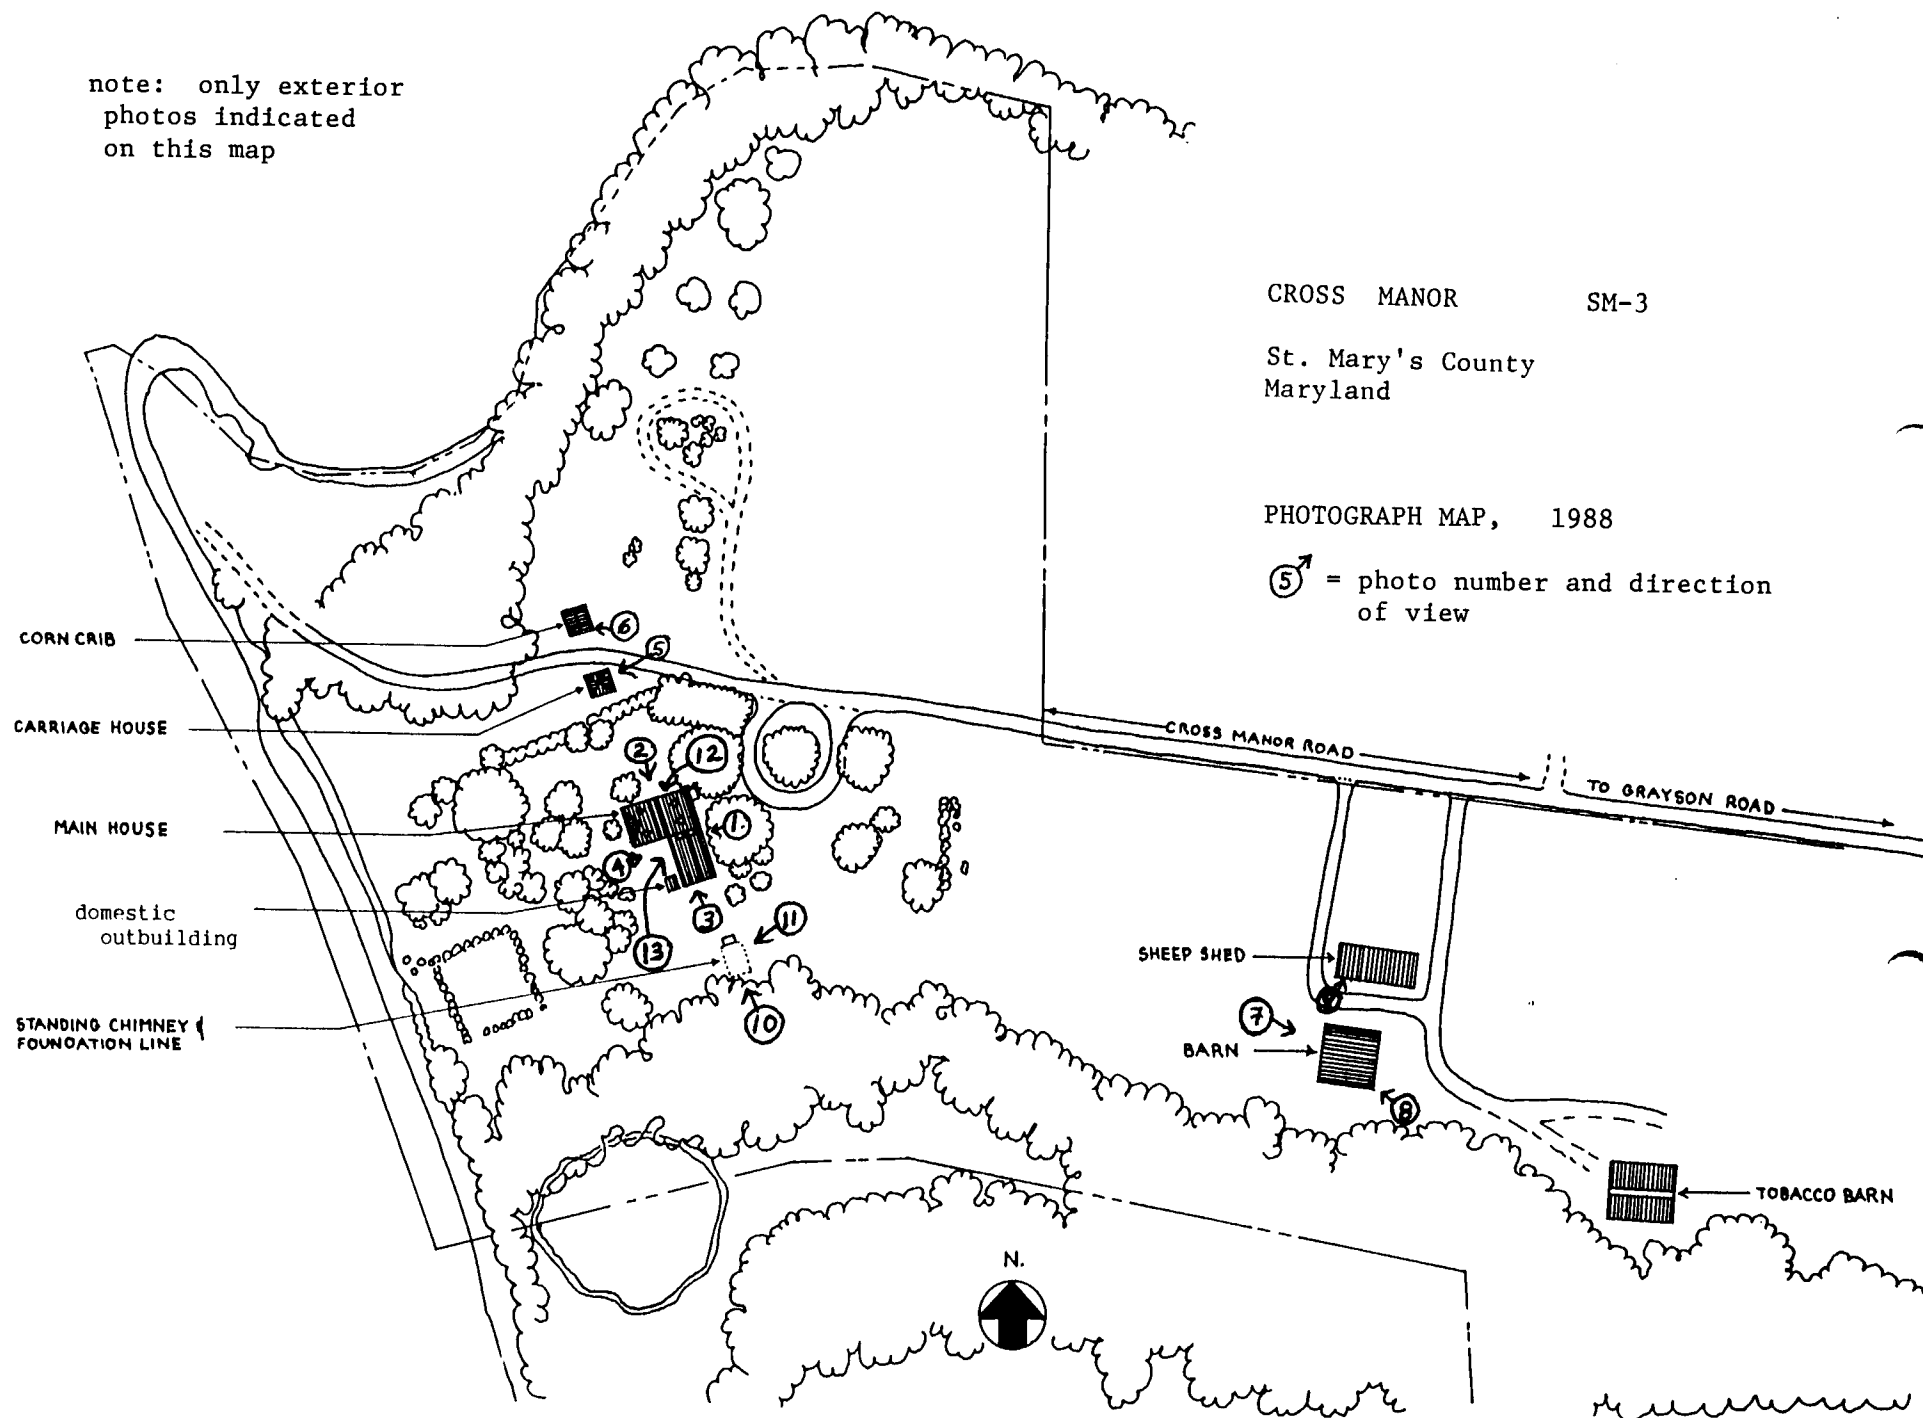 note: only exterior
photos indicated
on this map
CROSS MANOR SM-3
St. Mary's County
Maryland
PHOTOGRAPH MAP, 1988
5 = photo number and direction
of view
CORN CRIB
6
5
CARRIAGE HOUSE
CROSS MANOR ROAD
TO GRAYSON ROAD
2
12
MAIN HOUSE
1.
4
domestic
outbuilding
3
11
13
SHEEP SHED
STANDING CHIMNEY &
FOUNDATION LINE
10
7
BARN
8
TOBACCO BARN
N.